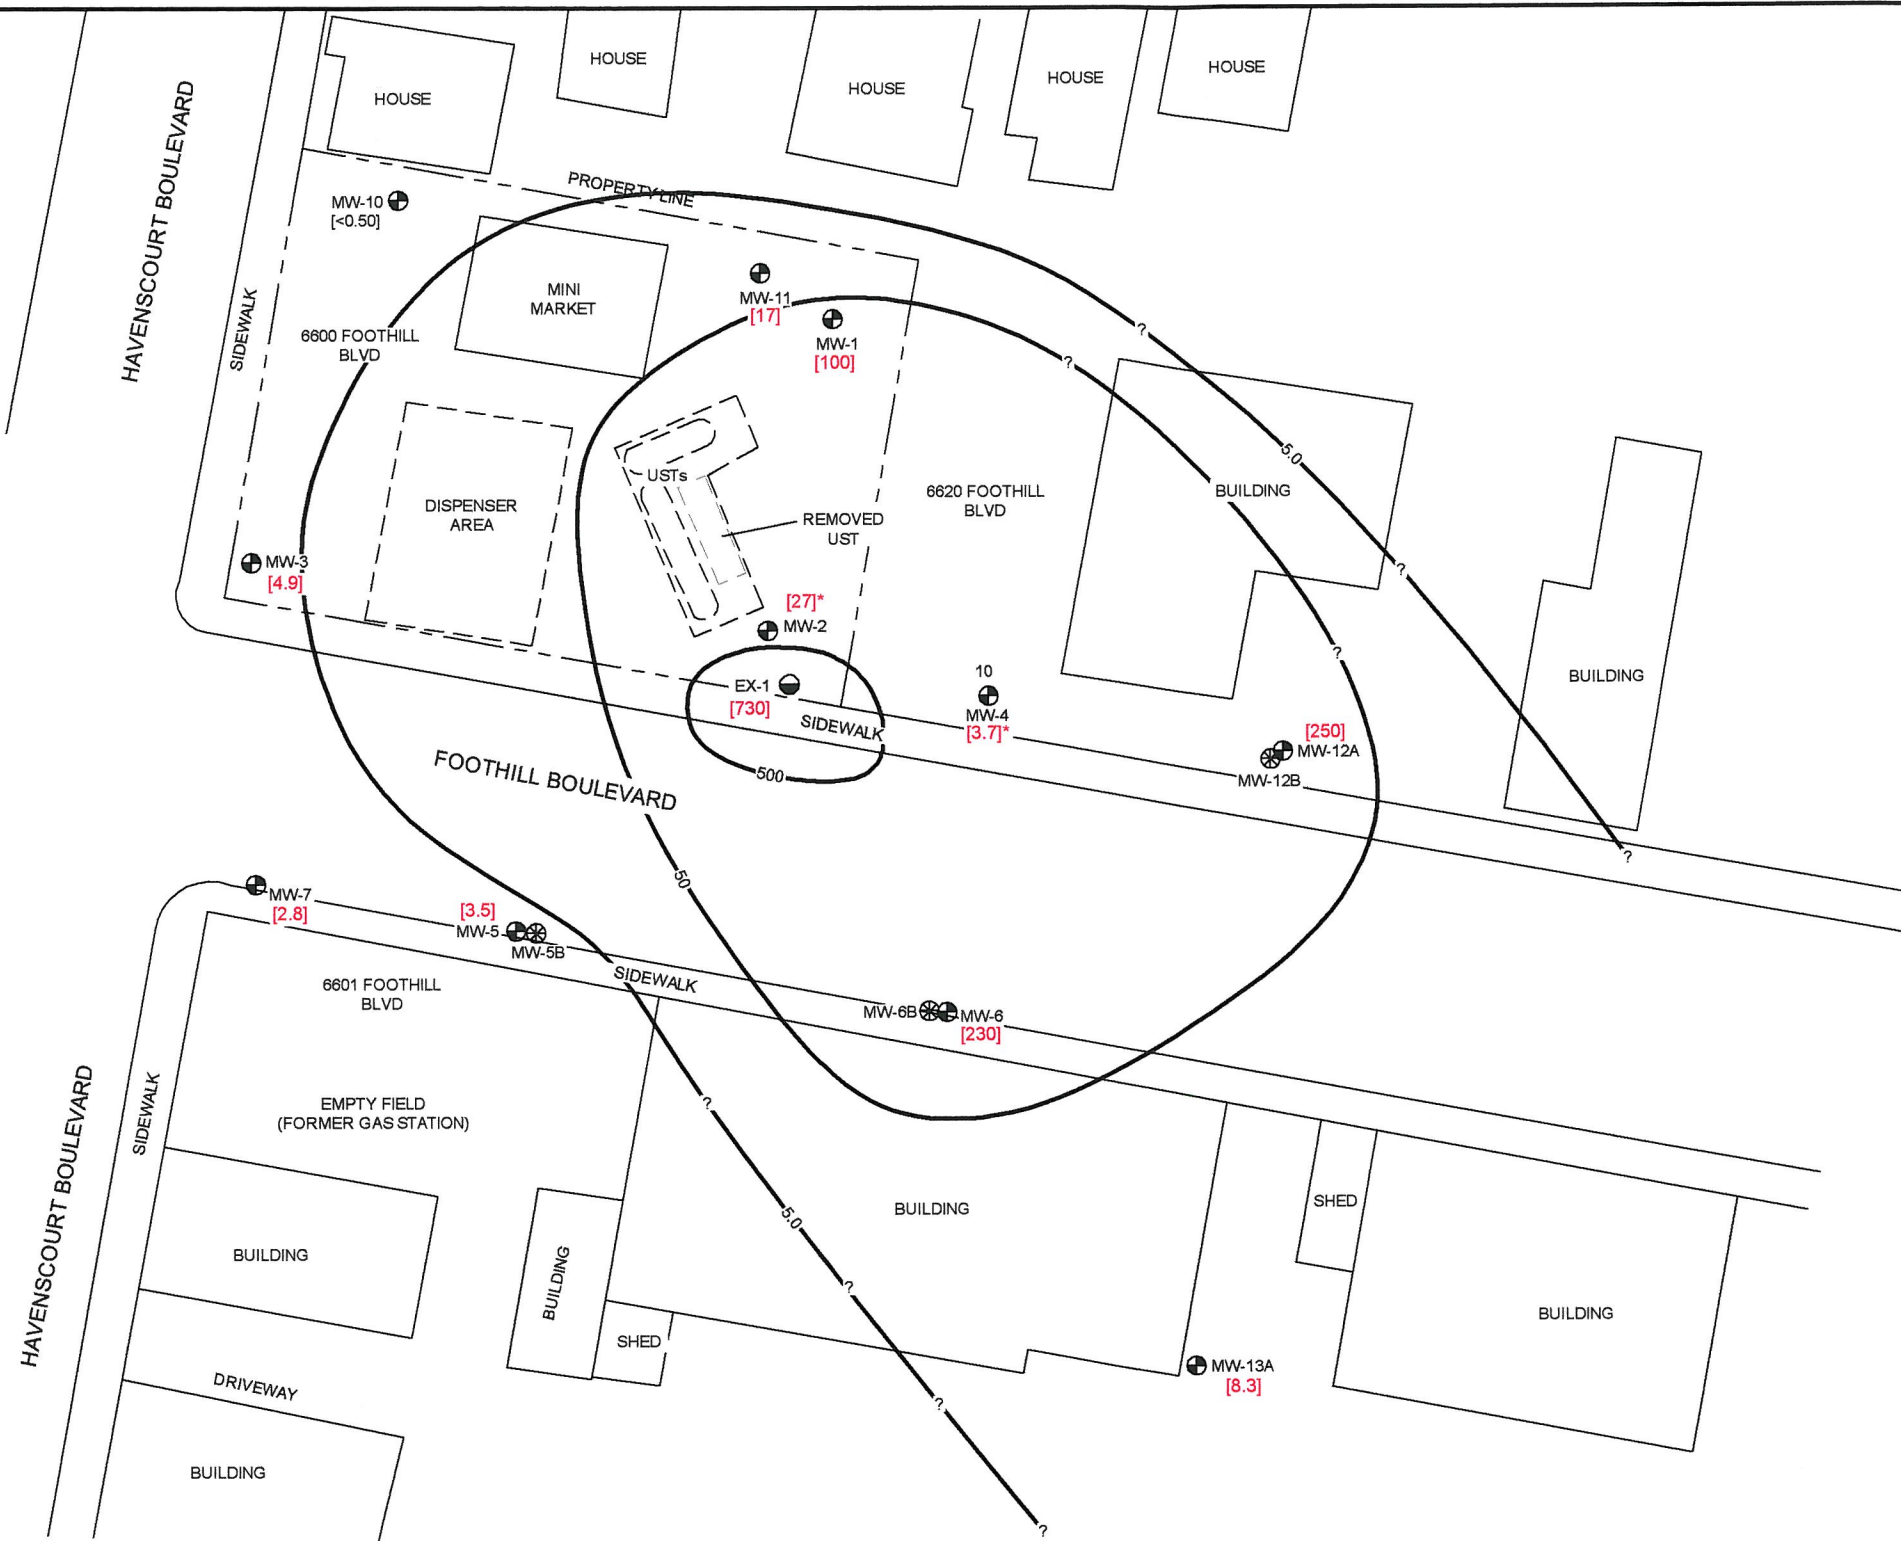 HOUSE
HOUSE
HOUSE
HOUSE
HOUSE
HAVENSCOURT BOULEVARD
SIDEWALK
PROPERTY LINE
MW-10
[<0.50]
MINI
MARKET
MW-11
[17]
MW-1
[100]
6600 FOOTHILL
BLVD
?
?
5.0
?
?
USTs
DISPENSER
AREA
REMOVED
UST
6620 FOOTHILL
BLVD
BUILDING
BUILDING
MW-3
[4.9]
[27]*
MW-2
EX-1
[730]
SIDEWALK
500
10
MW-4
[3.7]*
[250]
MW-12A
MW-12B
?
FOOTHILL BOULEVARD
50
MW-7
[2.8]
[3.5]
MW-5
MW-5B
SIDEWALK
MW-6B
MW-6
[230]
6601 FOOTHILL
BLVD
EMPTY FIELD
(FORMER GAS STATION)
HAVENSCOURT BOULEVARD
SIDEWALK
?
5.0
?
?
?
BUILDING
BUILDING
SHED
BUILDING
SHED
BUILDING
MW-13A
[8.3]
DRIVEWAY
BUILDING